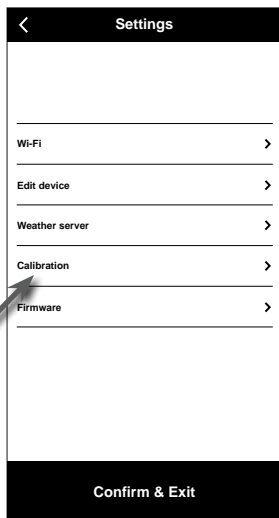 Settings
Wi-Fi
Edit device
Weather server
Calibration
Firmware
Confirm & Exit